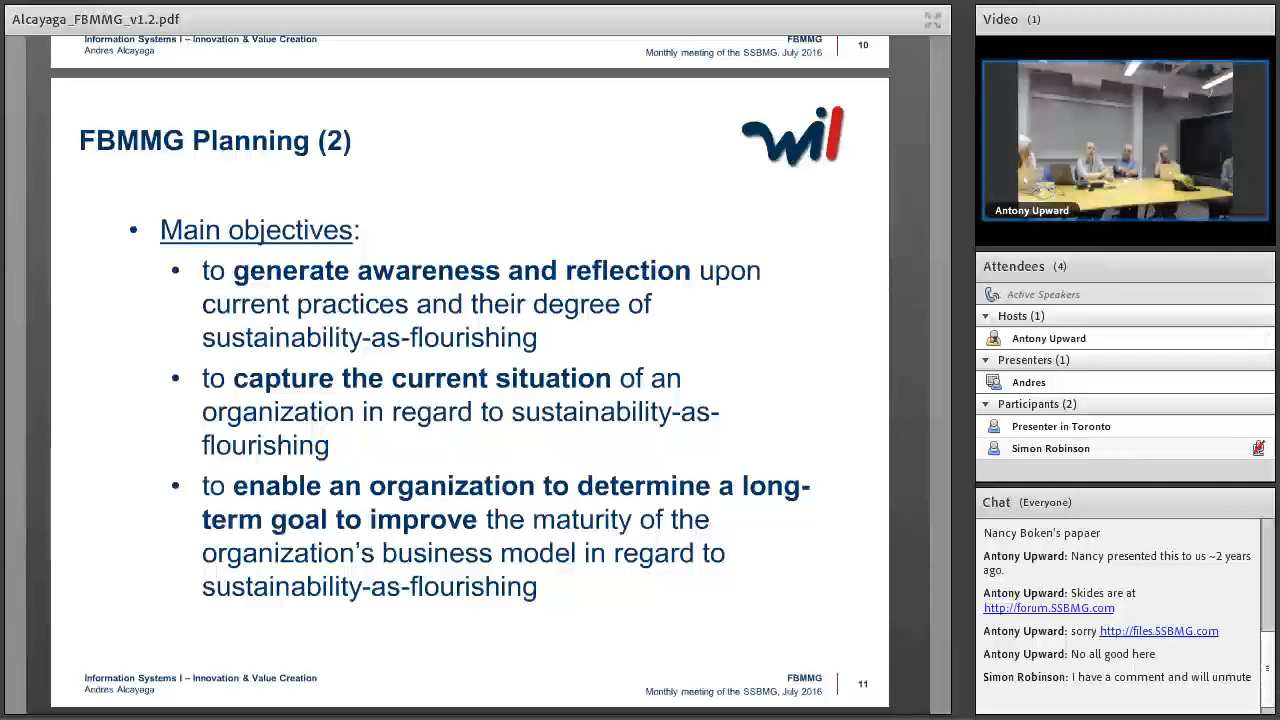 Alcayaga_FBMMG_v1.2.pdf
Information Systems I – Innovation & Value Creation
Andres Alcayaga
FBMMG
Monthly meeting of the SSBMG, July 2016
10
FBMMG Planning (2)
wil
• Main objectives:
• to generate awareness and reflection upon
current practices and their degree of
sustainability-as-flourishing
• to capture the current situation of an
organization in regard to sustainability-as-
flourishing
• to enable an organization to determine a long-
term goal to improve the maturity of the
organization's business model in regard to
sustainability-as-flourishing
Information Systems I – Innovation & Value Creation
Andres Alcayaga
FBMMG
Monthly meeting of the SSBMG, July 2016
11
Video (1)
Antony Upward
Attendees (4)
Active Speakers
Hosts (1)
Antony Upward
Presenters (1)
Andres
Participants (2)
Presenter in Toronto
Simon Robinson
Chat (Everyone)
Nancy Boken's papaer
Antony Upward: Nancy presented this to us ~2 years
ago.
Antony Upward: Skides are at
http://forum.SSBMG.com
Antony Upward: sorry http://files.SSBMG.com
Antony Upward: No all good here
Simon Robinson: I have a comment and will unmute